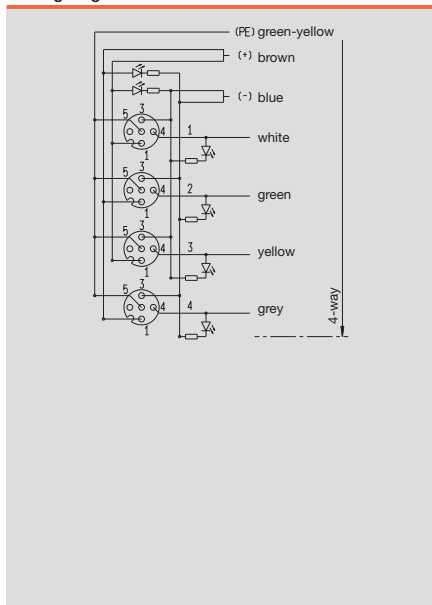 (PE) green-yellow
(+) brown
(-) blue
5 3 4 1
1 white
5 3 4 1
2 green
5 3 4 1
3 yellow
5 3 4 1
4 grey
4-way